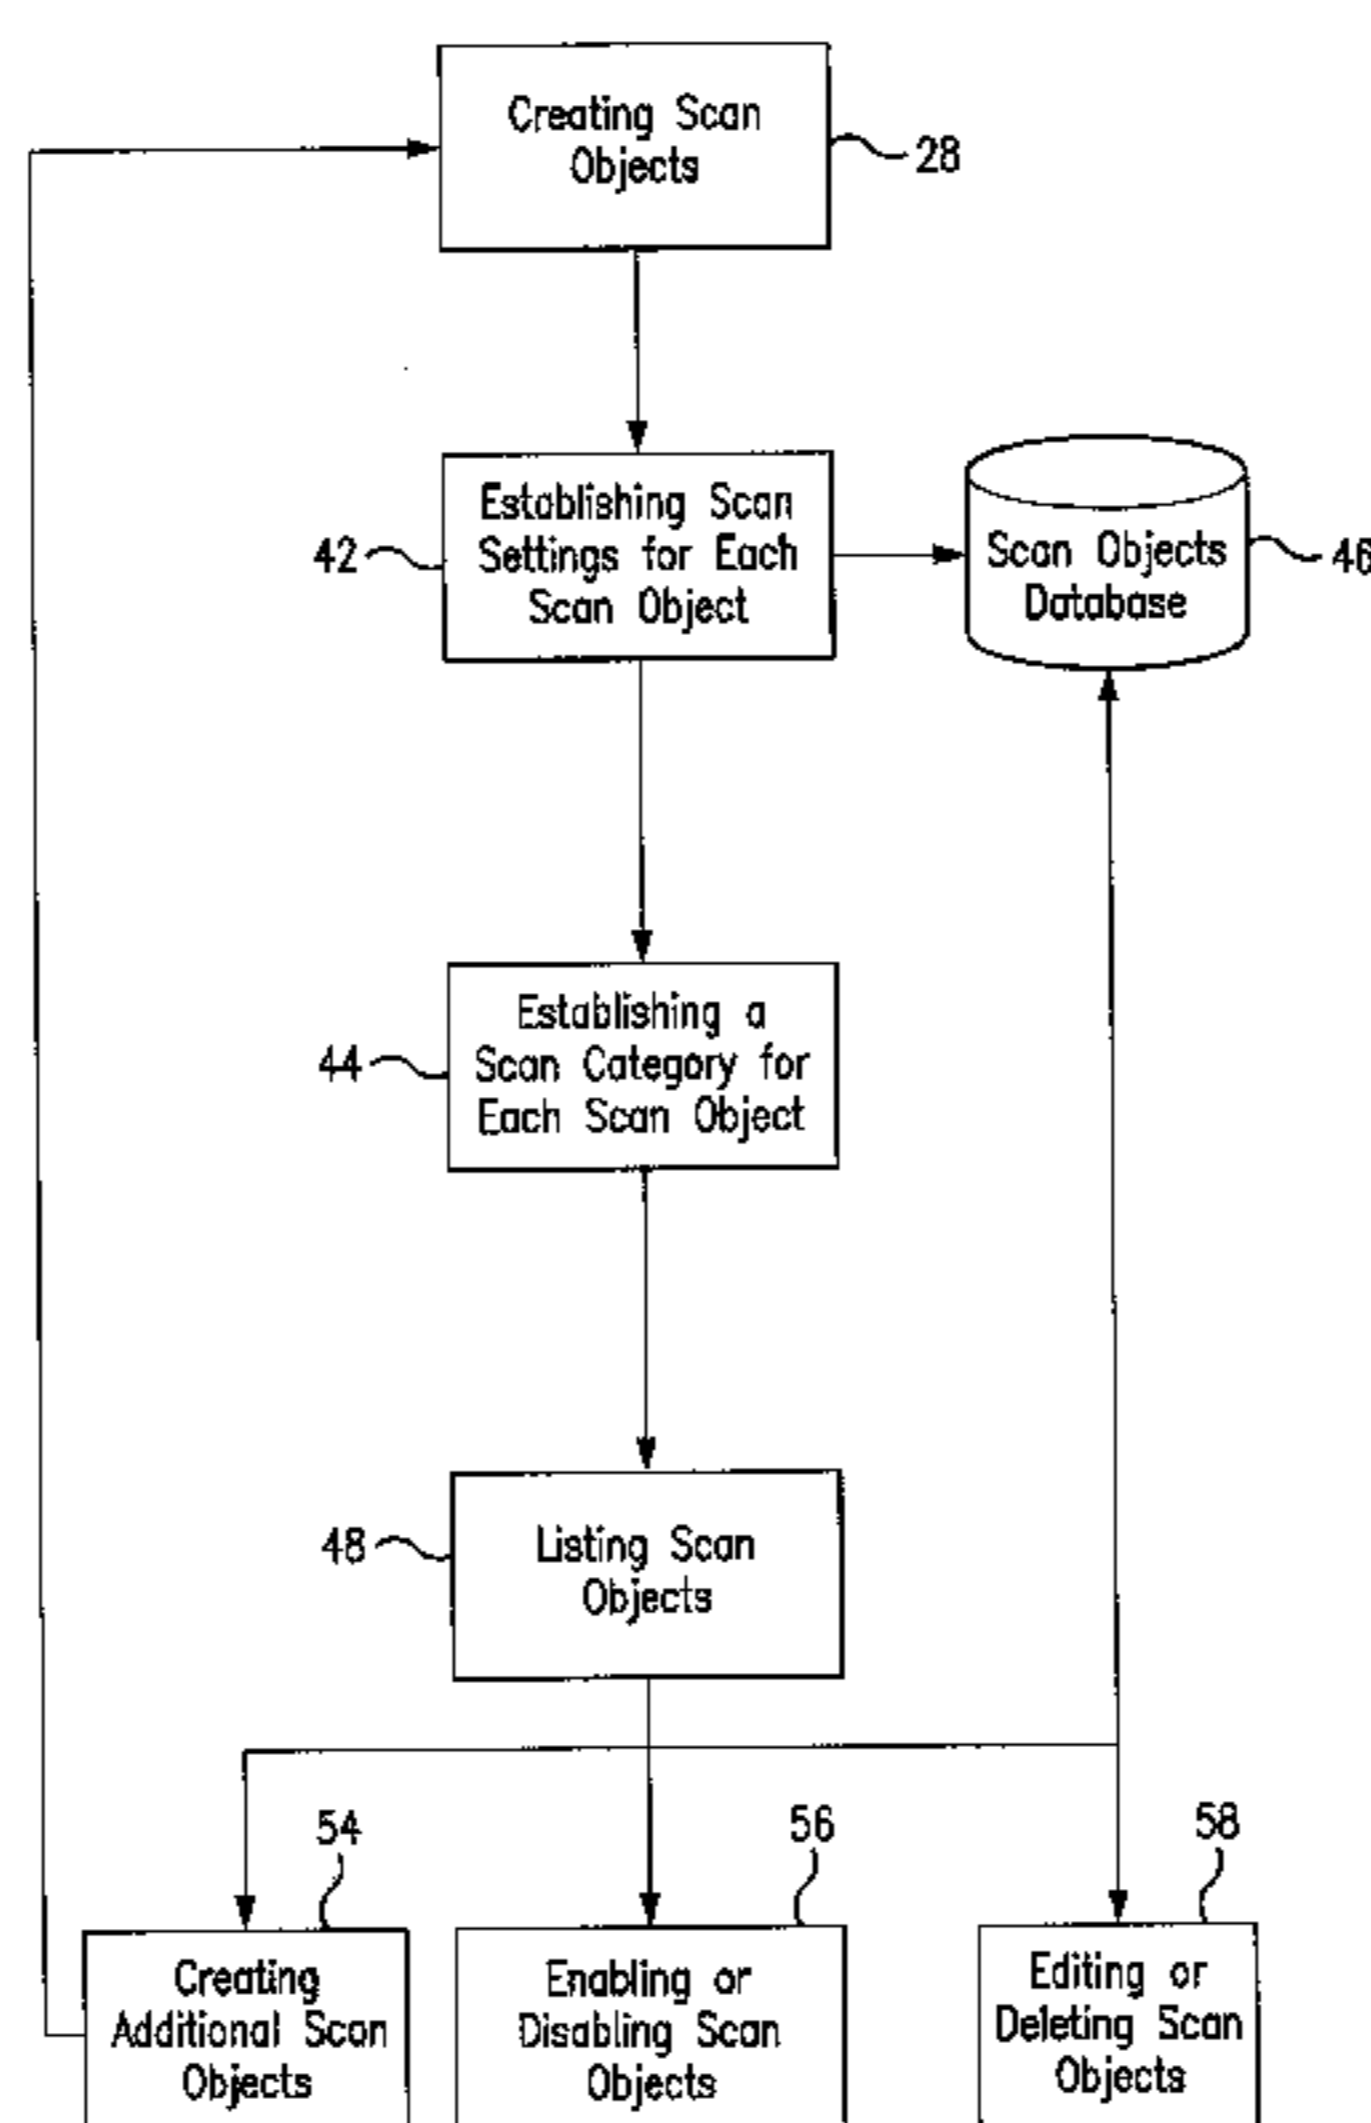 Creating Scan
Objects
28
Establishing Scan
Settings for Each
Scan Object
42
Scan Objects
Database
46
Establishing a
Scan Category for
Each Scan Object
44
Listing Scan
Objects
48
54
56
58
Creating
Additional Scan
Objects
Enabling or
Disabling Scan
Objects
Editing or
Deleting Scan
Objects